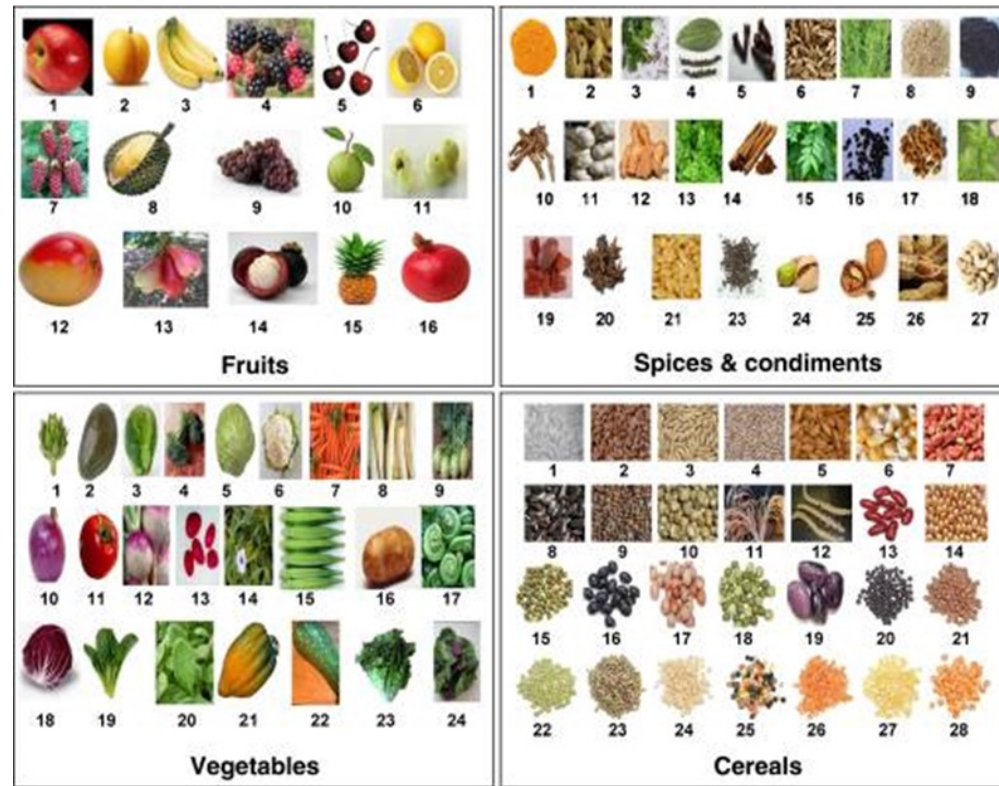 1 2 3 4 5 6
7 8 9 10 11
12 13 14 15 16
Fruits
1 2 3 4 5 6 7 8 9
10 11 12 13 14 15 16 17 18
19 20 21 23 24 25 26 27
Spices & condiments
1 2 3 4 5 6 7 8 9
10 11 12 13 14 15 16 17
18 19 20 21 22 23 24
Vegetables
1 2 3 4 5 6 7
8 9 10 11 12 13 14
15 16 17 18 19 20 21
22 23 24 25 26 27 28
Cereals